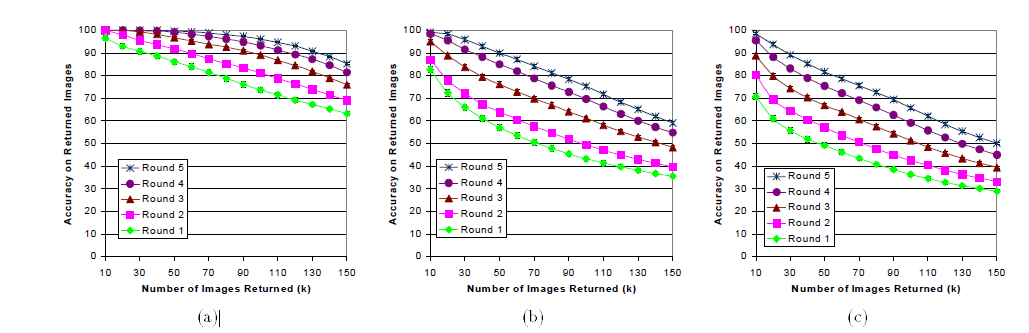 Accuracy on Returned Images
100
90
80
70
60
50
40
30
20
10
0
Round 5
Round 4
Round 3
Round 2
Round 1
10 30 50 70 90 110 130 150
Number of Images Returned (k)
(a)
Accuracy on Returned Images
100
90
80
70
60
50
40
30
20
10
0
Round 5
Round 4
Round 3
Round 2
Round 1
10 30 50 70 90 110 130 150
Number of Images Returned (k)
(b)
Accuracy on Returned Images
100
90
80
70
60
50
40
30
20
10
0
Round 5
Round 4
Round 3
Round 2
Round 1
10 30 50 70 90 110 130 150
Number of Images Returned (k)
(c)